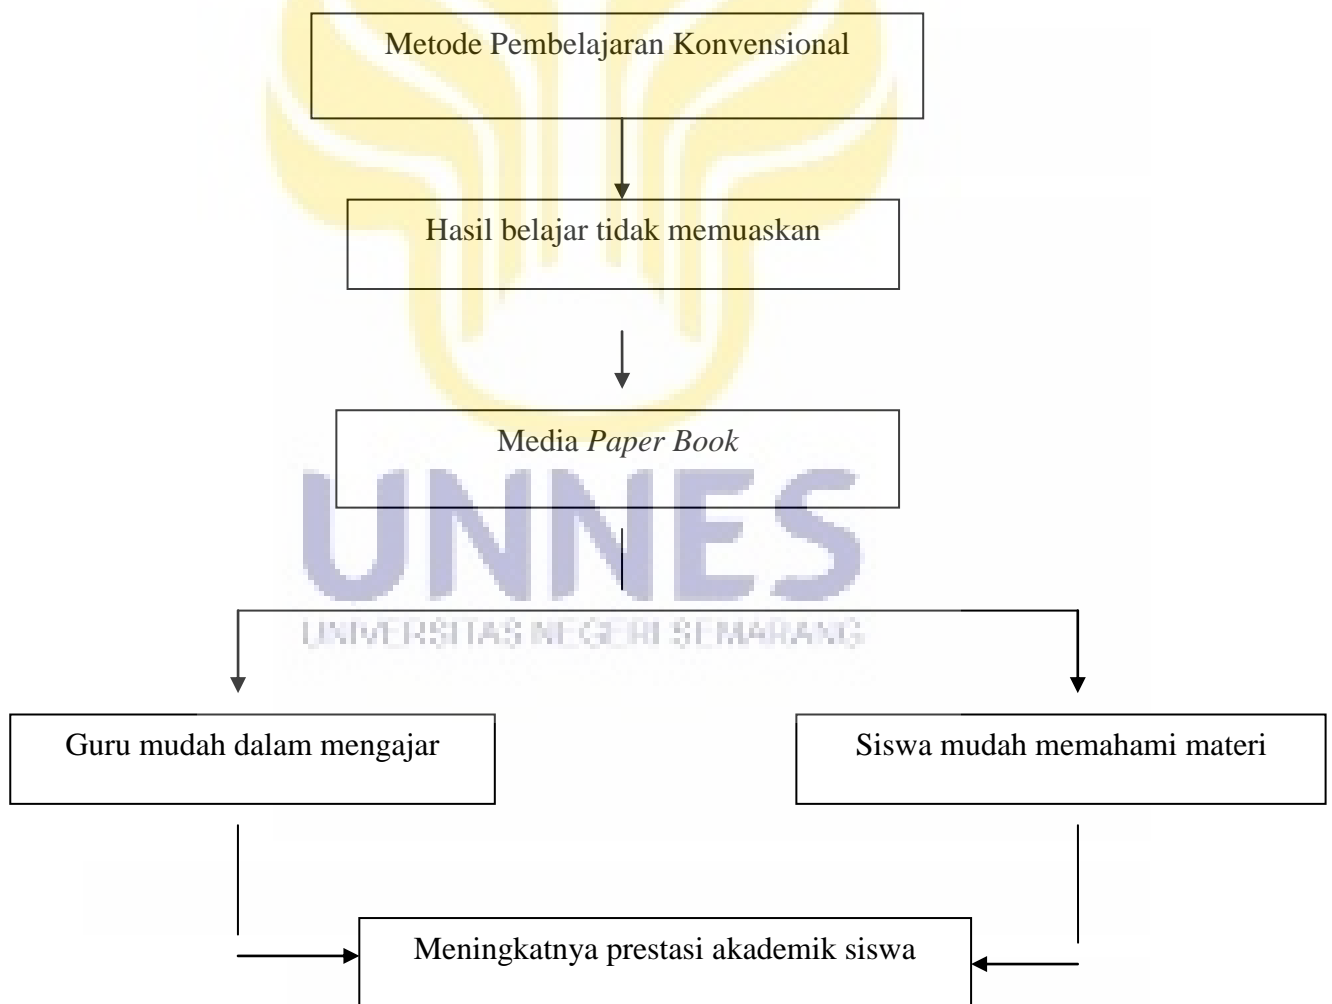 Metode Pembelajaran Konvensional
Hasil belajar tidak memuaskan
Media Paper Book
UNNES
UNIVERSITAS NEGERI SEMARANG
Guru mudah dalam mengajar
Siswa mudah memahami materi
Meningkatnya prestasi akademik siswa